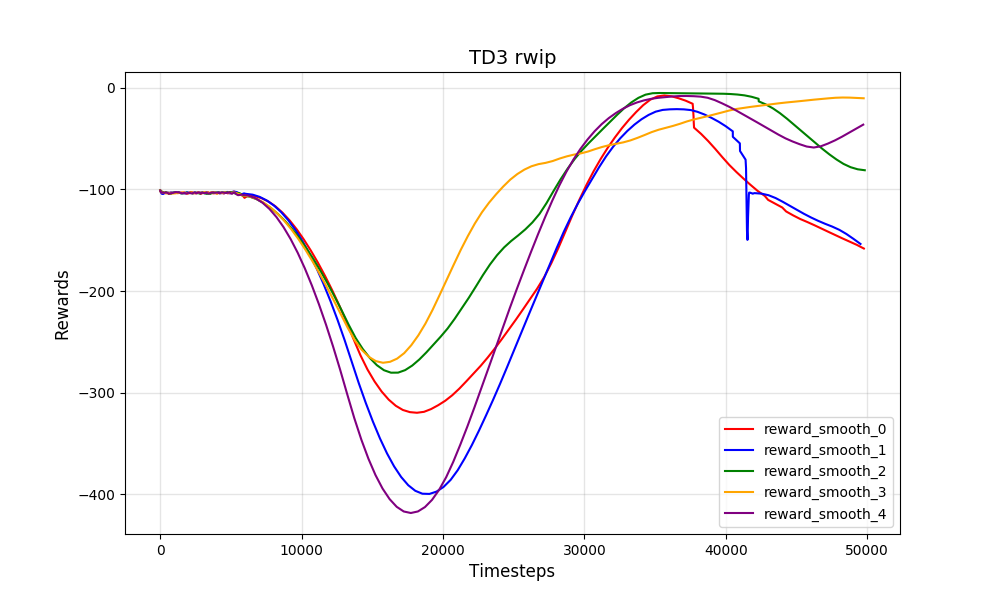 TD3 rwip
Rewards
0
−100
−200
−300
−400
0
10000
20000
30000
40000
50000
Timesteps
reward_smooth_0
reward_smooth_1
reward_smooth_2
reward_smooth_3
reward_smooth_4